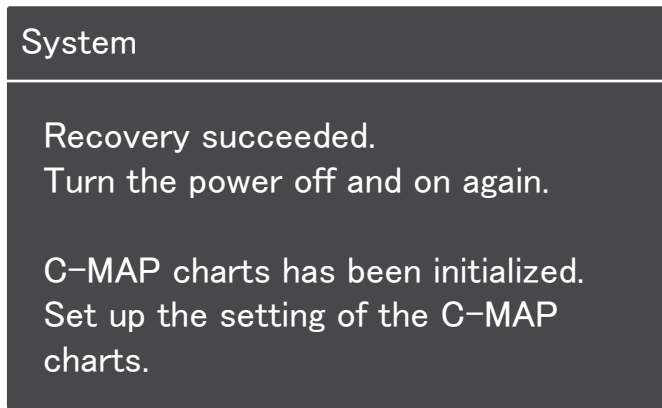 System
Recovery succeeded.
Turn the power off and on again.
C-MAP charts has been initialized.
Set up the setting of the C-MAP
charts.